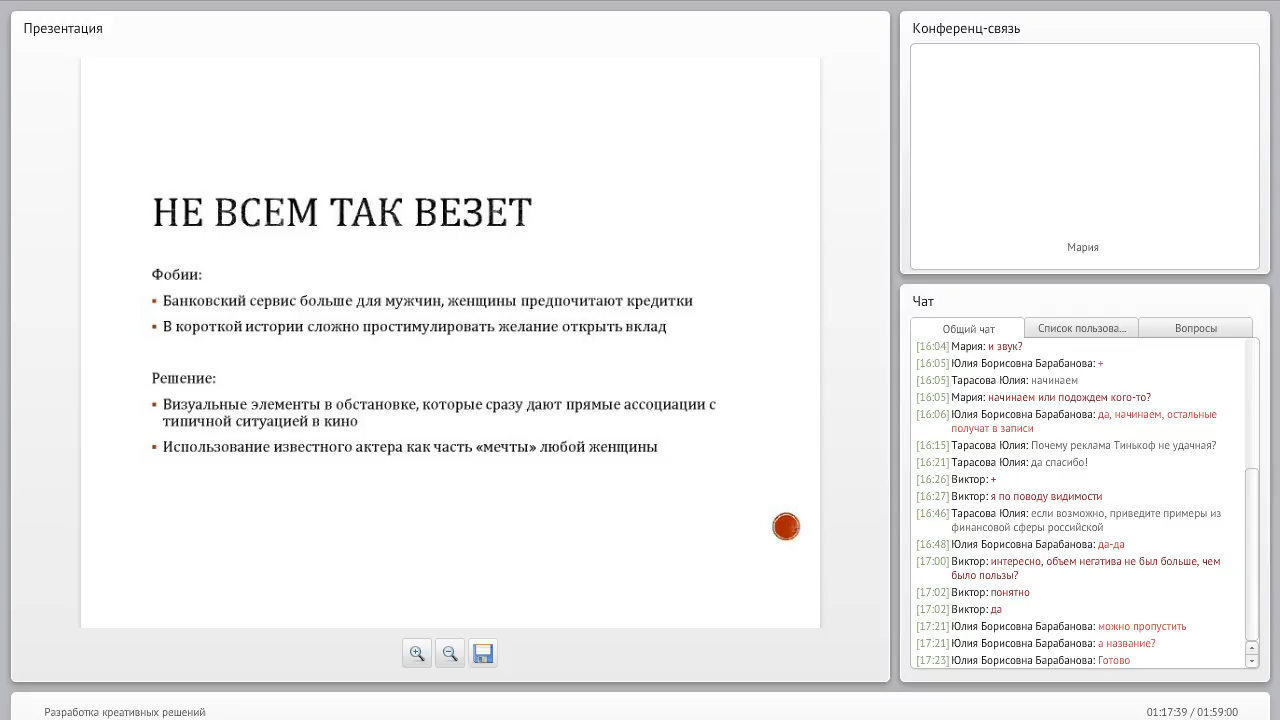 Презентация
НЕ ВСЕМ ТАК ВЕЗЕТ
Фобии:
▪ Банковский сервис больше для мужчин, женщины предпочитают кредитки
▪ В короткой истории сложно простимулировать желание открыть вклад
Решение:
▪ Визуальные элементы в обстановке, которые сразу дают прямые ассоциации с
типичной ситуацией в кино
▪ Использование известного актера как часть «мечты» любой женщины
Конференц-связь
Мария
Чат
Общий чат Список пользова... Вопросы
[16:04] Мария: и звук?
[16:05] Юлия Борисовна Барабанова: +
[16:05] Тарасова Юлия: начинаем
[16:05] Мария: начинаем или подождем кого-то?
[16:06] Юлия Борисовна Барабанова: да, начинаем, остальные
получат в записи
[16:15] Тарасова Юлия: Почему реклама Тинькоф не удачная?
[16:21] Тарасова Юлия: да спасибо!
[16:26] Виктор: +
[16:27] Виктор: я по поводу видимости
[16:46] Тарасова Юлия: если возможно, приведите примеры из
финансовой сферы российской
[16:48] Юлия Борисовна Барабанова: да-да
[17:00] Виктор: интересно, объем негатива не был больше, чем
было пользы?
[17:02] Виктор: понятно
[17:02] Виктор: да
[17:21] Юлия Борисовна Барабанова: можно пропустить
[17:21] Юлия Борисовна Барабанова: а название?
[17:23] Юлия Борисовна Барабанова: Готово
Разработка креативных решений
01:17:39 / 01:59:00